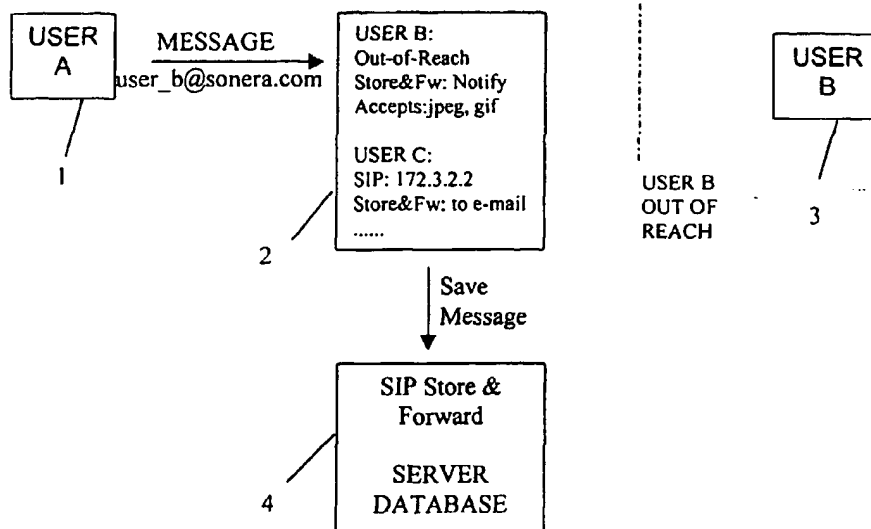 USER
A
MESSAGE
user_b@sonera.com
1
USER B:
Out-of-Reach
Store&Fw: Notify
Accepts:jpeg, gif
USER C:
SIP: 172.3.2.2
Store&Fw: to e-mail
......
2
USER
B
3
USER B
OUT OF
REACH
Save
Message
SIP Store &
Forward
SERVER
DATABASE
4